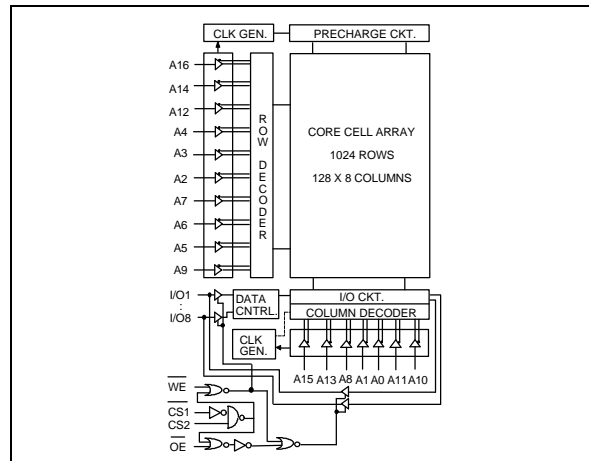 CLK GEN.
PRECHARGE CKT.
A16
A14
A12
A4
A3
A2
A7
A6
A5
A9
ROW DECODER
CORE CELL ARRAY
1024 ROWS
128 X 8 COLUMNS
I/O1
:
I/O8
DATA
CNTRL.
I/O CKT.
COLUMN DECODER
CLK
GEN.
A15 A13 A8 A1 A0 A11 A10
WE
CS1
CS2
OE